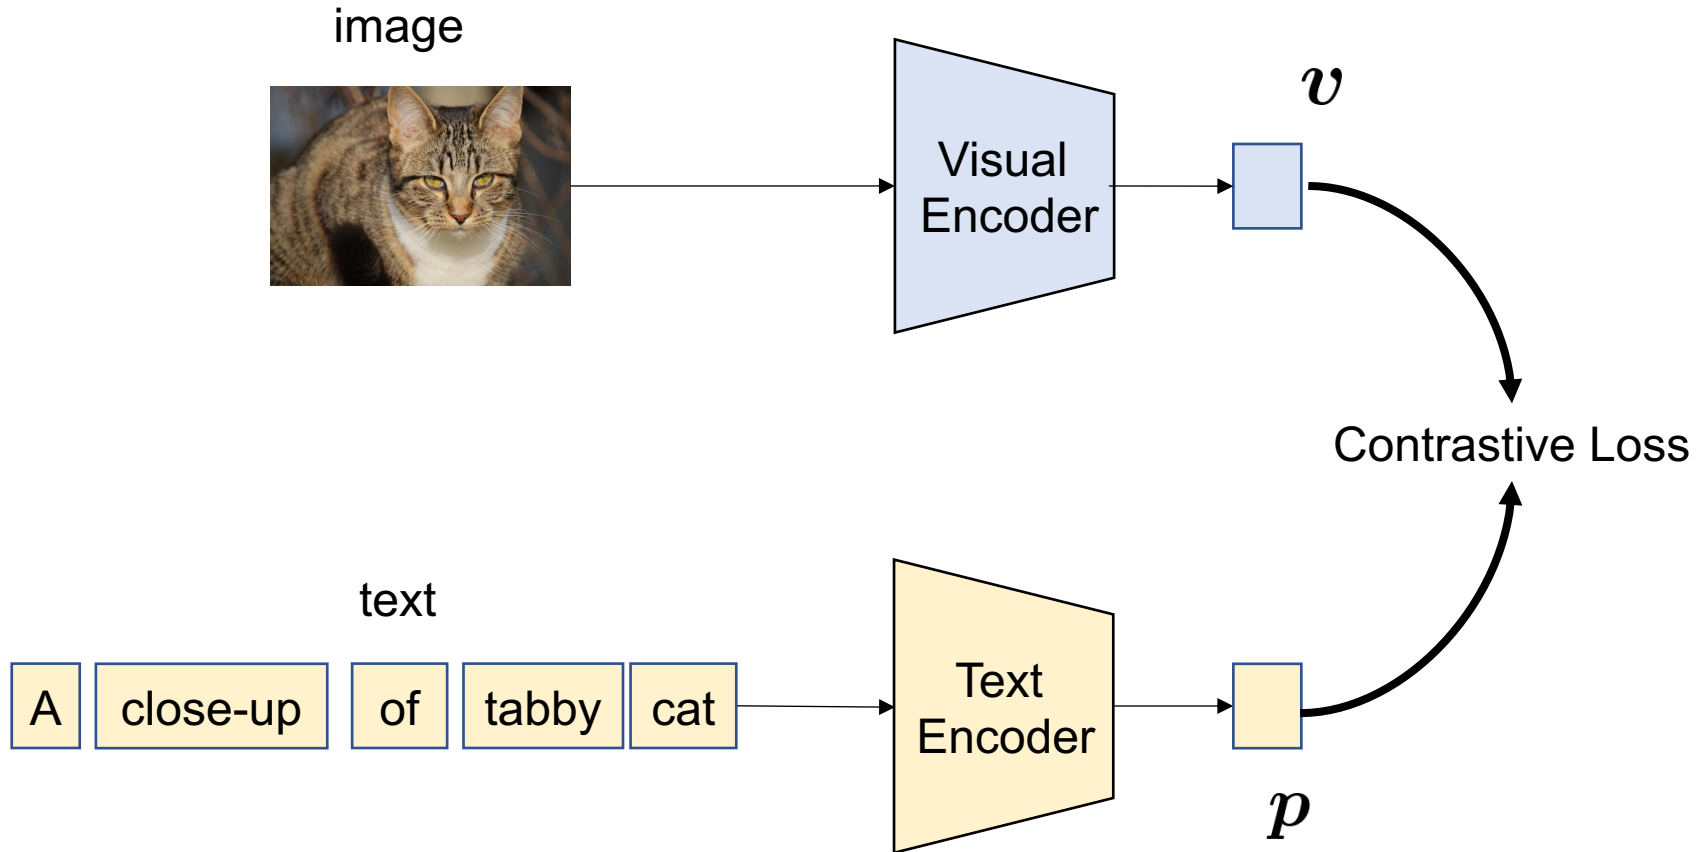 image
Visual
Encoder
v
Contrastive Loss
text
A close-up of tabby cat
Text
Encoder
p